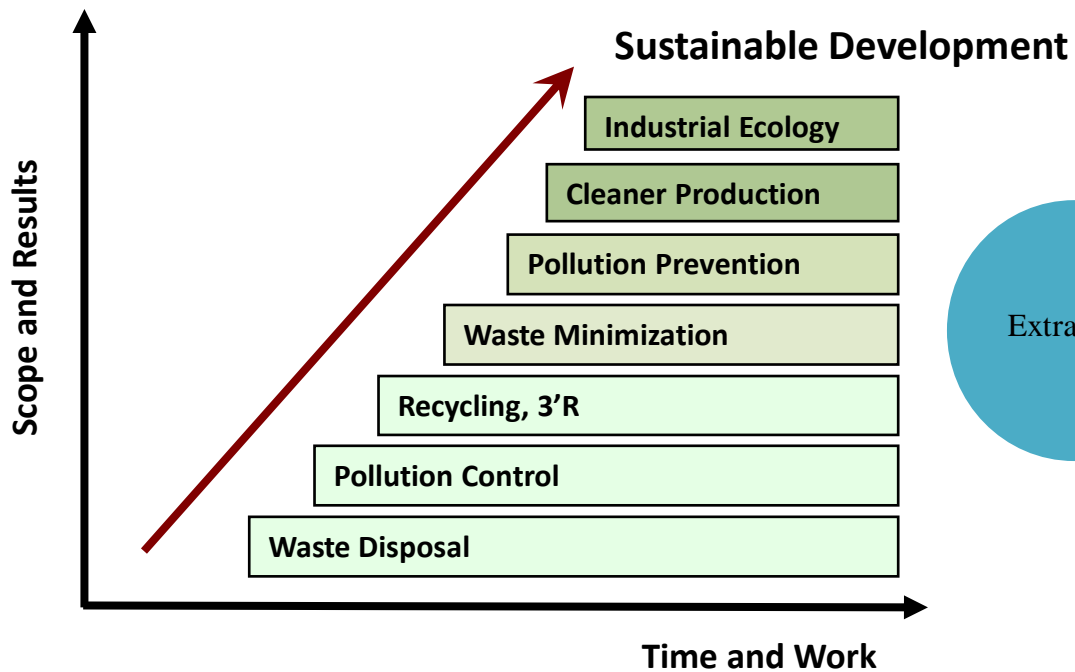 Sustainable Development
Industrial Ecology
Cleaner Production
Pollution Prevention
Waste Minimization
Recycling, 3'R
Pollution Control
Waste Disposal
Scope and Results
Time and Work
Extra